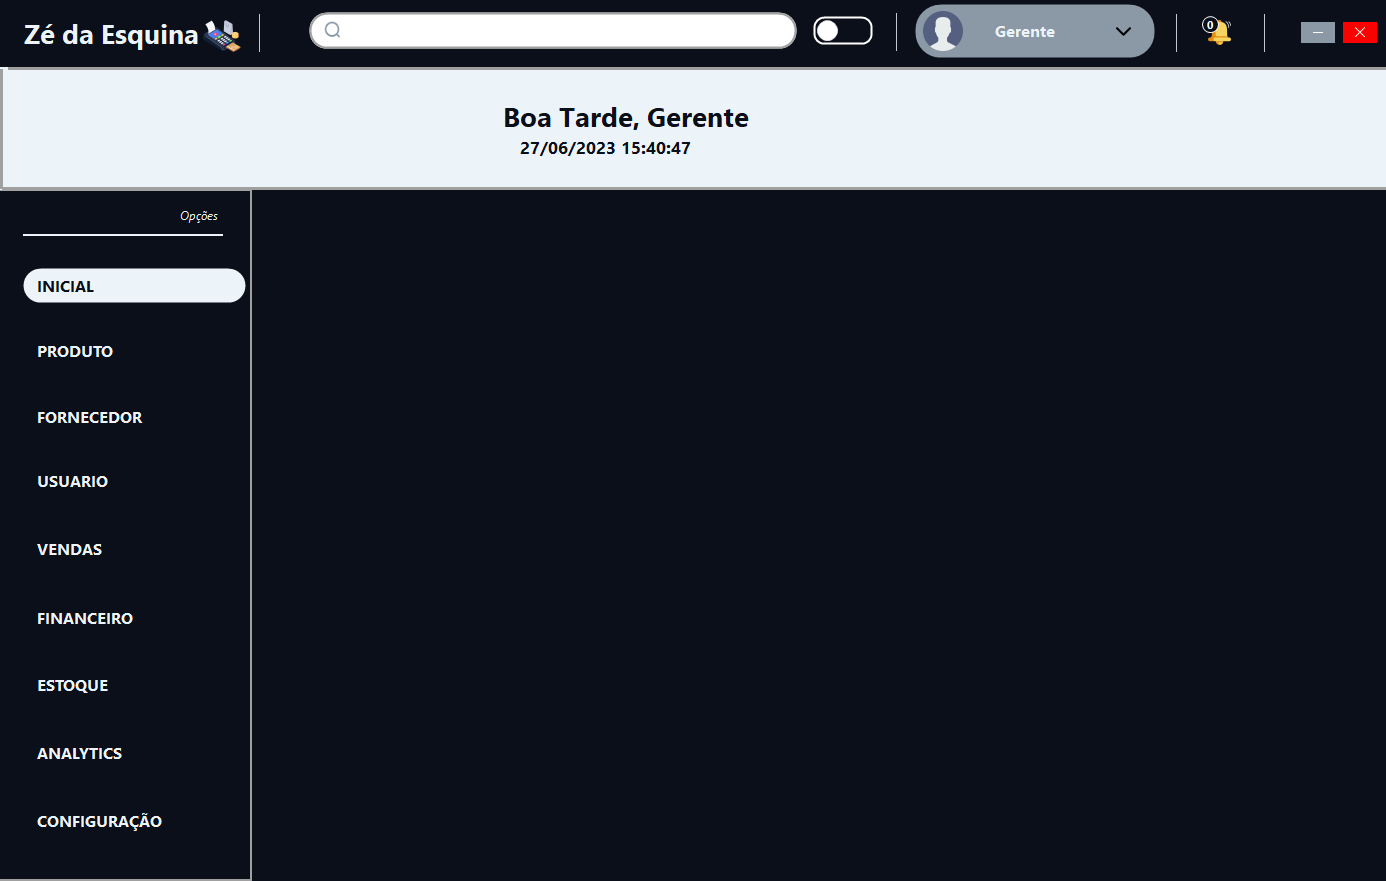 Zé da Esquina
Gerente
0
Boa Tarde, Gerente
27/06/2023 15:40:47
Opções
INICIAL
PRODUTO
FORNECEDOR
USUARIO
VENDAS
FINANCEIRO
ESTOQUE
ANALYTICS
CONFIGURAÇÃO